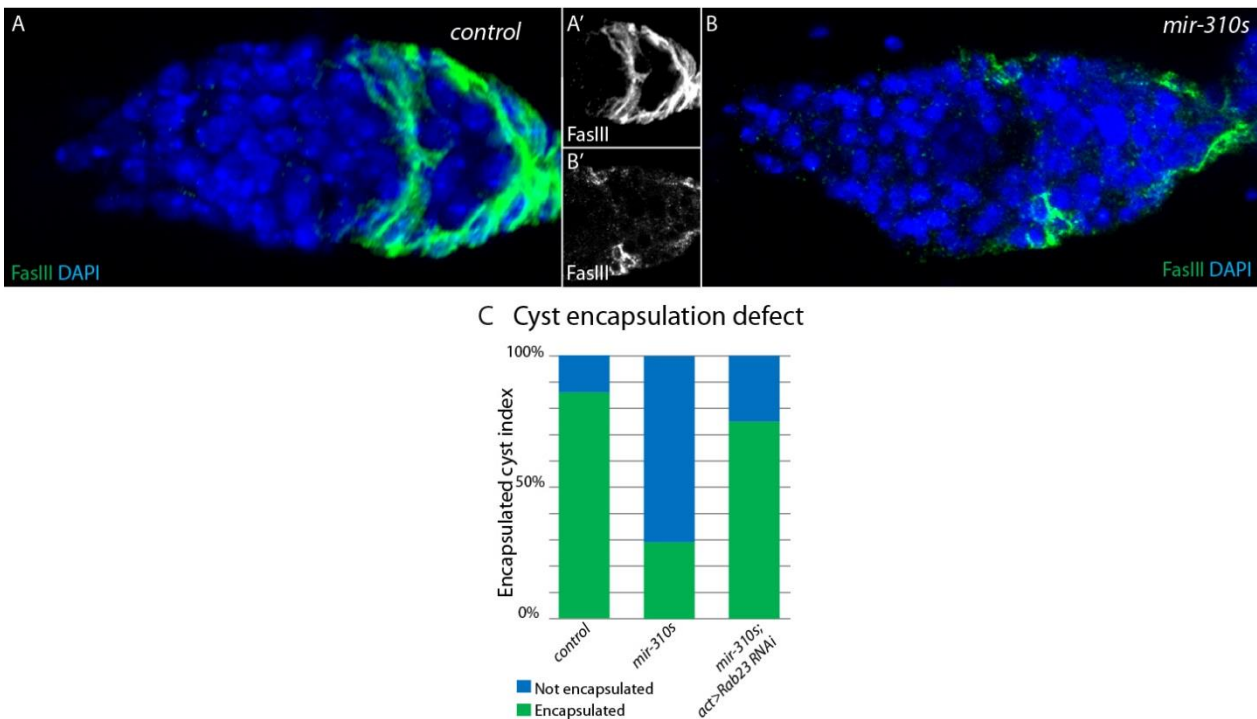 A
control
FasIII DAPI
A'
FasIII
B'
FasIII
B
mir-310s
FasIII DAPI
C Cyst encapsulation defect
Encapsulated cyst index
100%
50%
0%
control
mir-310s
mir-310s;
act>Rab23 RNAi
Not encapsulated
Encapsulated